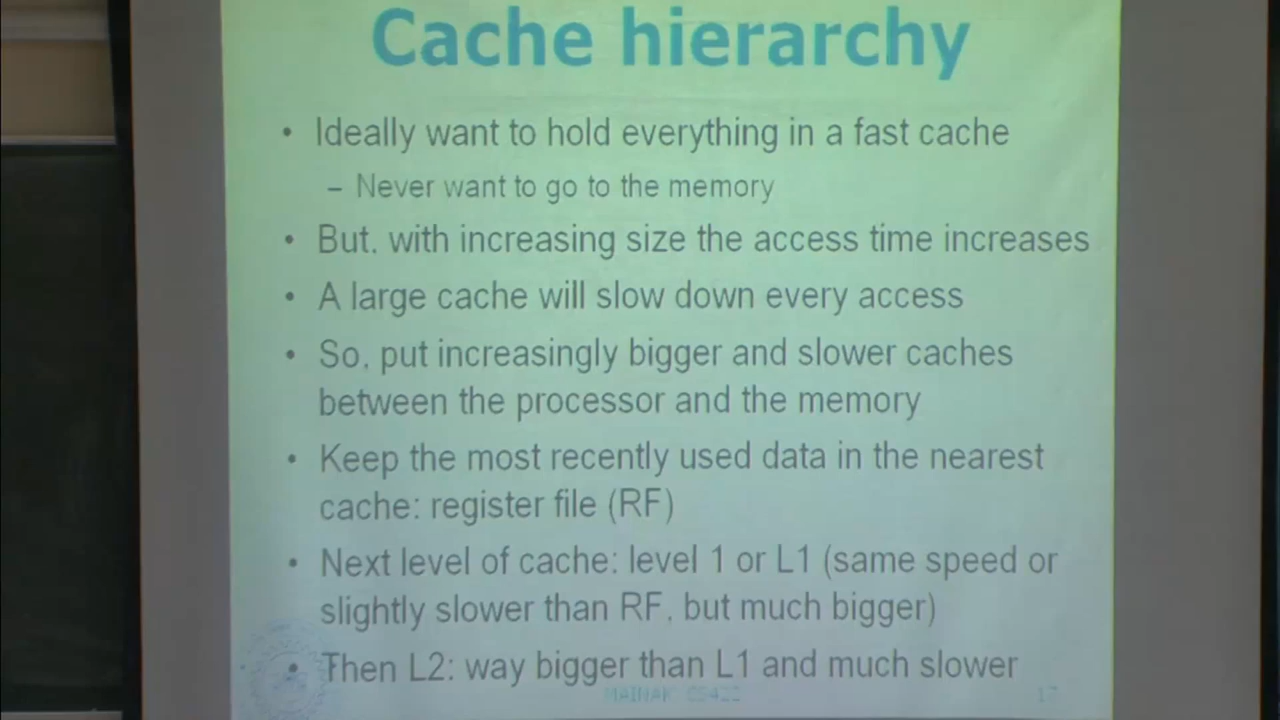 Cache hierarchy
• Ideally want to hold everything in a fast cache
– Never want to go to the memory
• But, with increasing size the access time increases
• A large cache will slow down every access
• So, put increasingly bigger and slower caches
between the processor and the memory
• Keep the most recently used data in the nearest
cache: register file (RF)
• Next level of cache: level 1 or L1 (same speed or
slightly slower than RF, but much bigger)
• Then L2: way bigger than L1 and much slower
MAINAK CS422
17